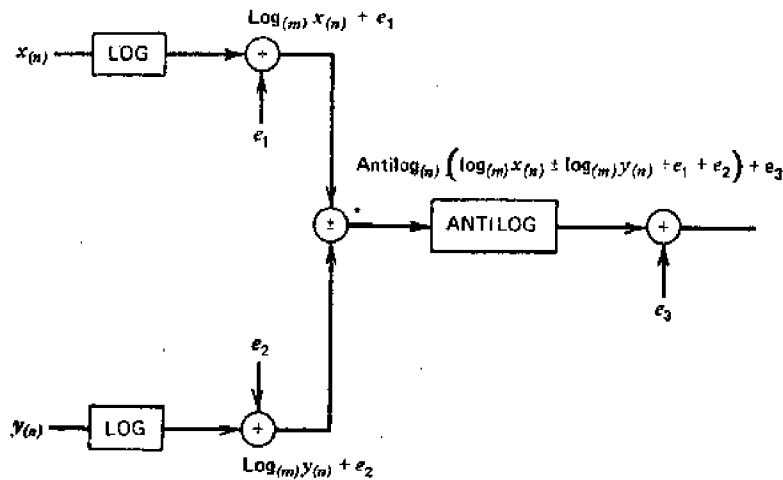 Log(m) x(n) + e1
x(n)
LOG
+
e1
Antilog(n) (log(m) x(n) ± log(m) y(n) + e1 + e2) + e3
±
ANTILOG
+
e3
e2
y(n)
LOG
+
Log(m) y(n) + e2